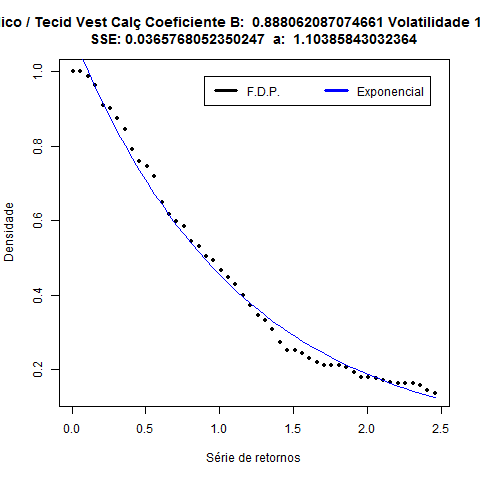 ico / Tecid Vest Calç Coeficiente B: 0.888062087074661 Volatilidade 1
SSE: 0.0365768052350247 a: 1.10385843032364
F.D.P.
Exponencial
Densidade
1.0
0.8
0.6
0.4
0.2
0.0
0.5
1.0
1.5
2.0
2.5
Série de retornos